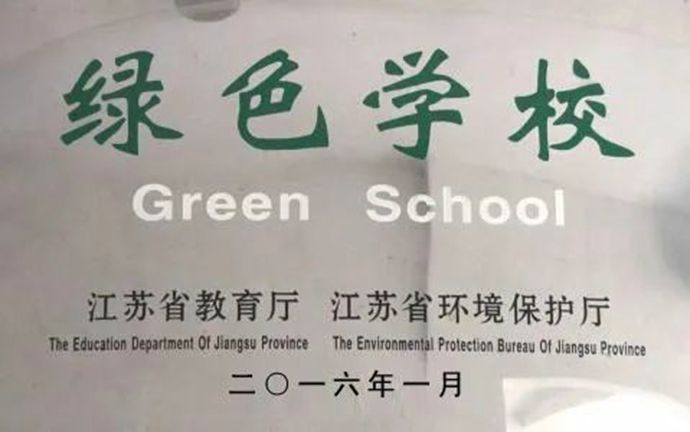 绿色学校
Green School
江苏省教育厅 江苏省环境保护厅
The Education Department Of Jiangsu Province The Environmental Protection Bureau Of Jiangsu Province
二〇一六年一月